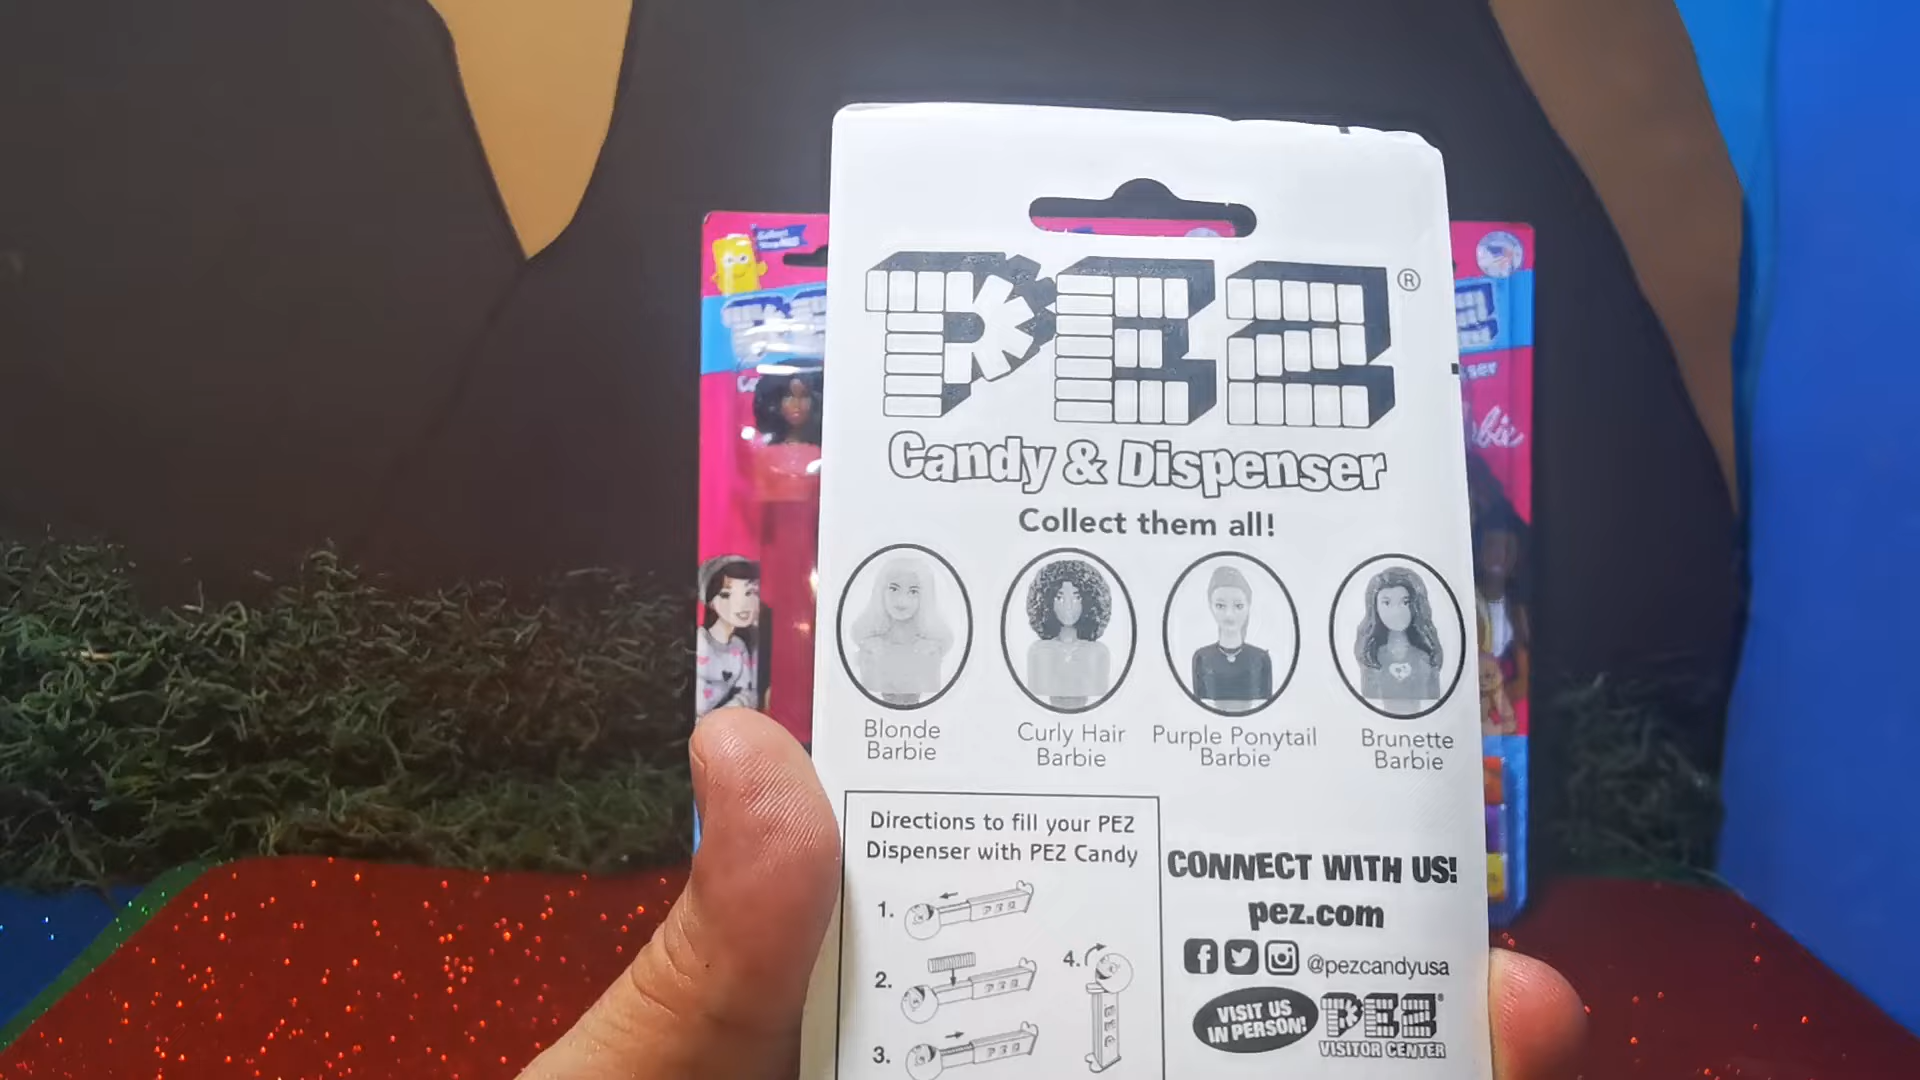 PEZ®
Candy & Dispenser
Collect them all!
Blonde
Barbie
Curly Hair
Barbie
Purple Ponytail
Barbie
Brunette
Barbie
Directions to fill your PEZ
Dispenser with PEZ Candy
1.
2.
3.
4.
CONNECT WITH US!
pez.com
@pezcandyusa
VISIT US
IN PERSON!
PEZ
VISITOR CENTER